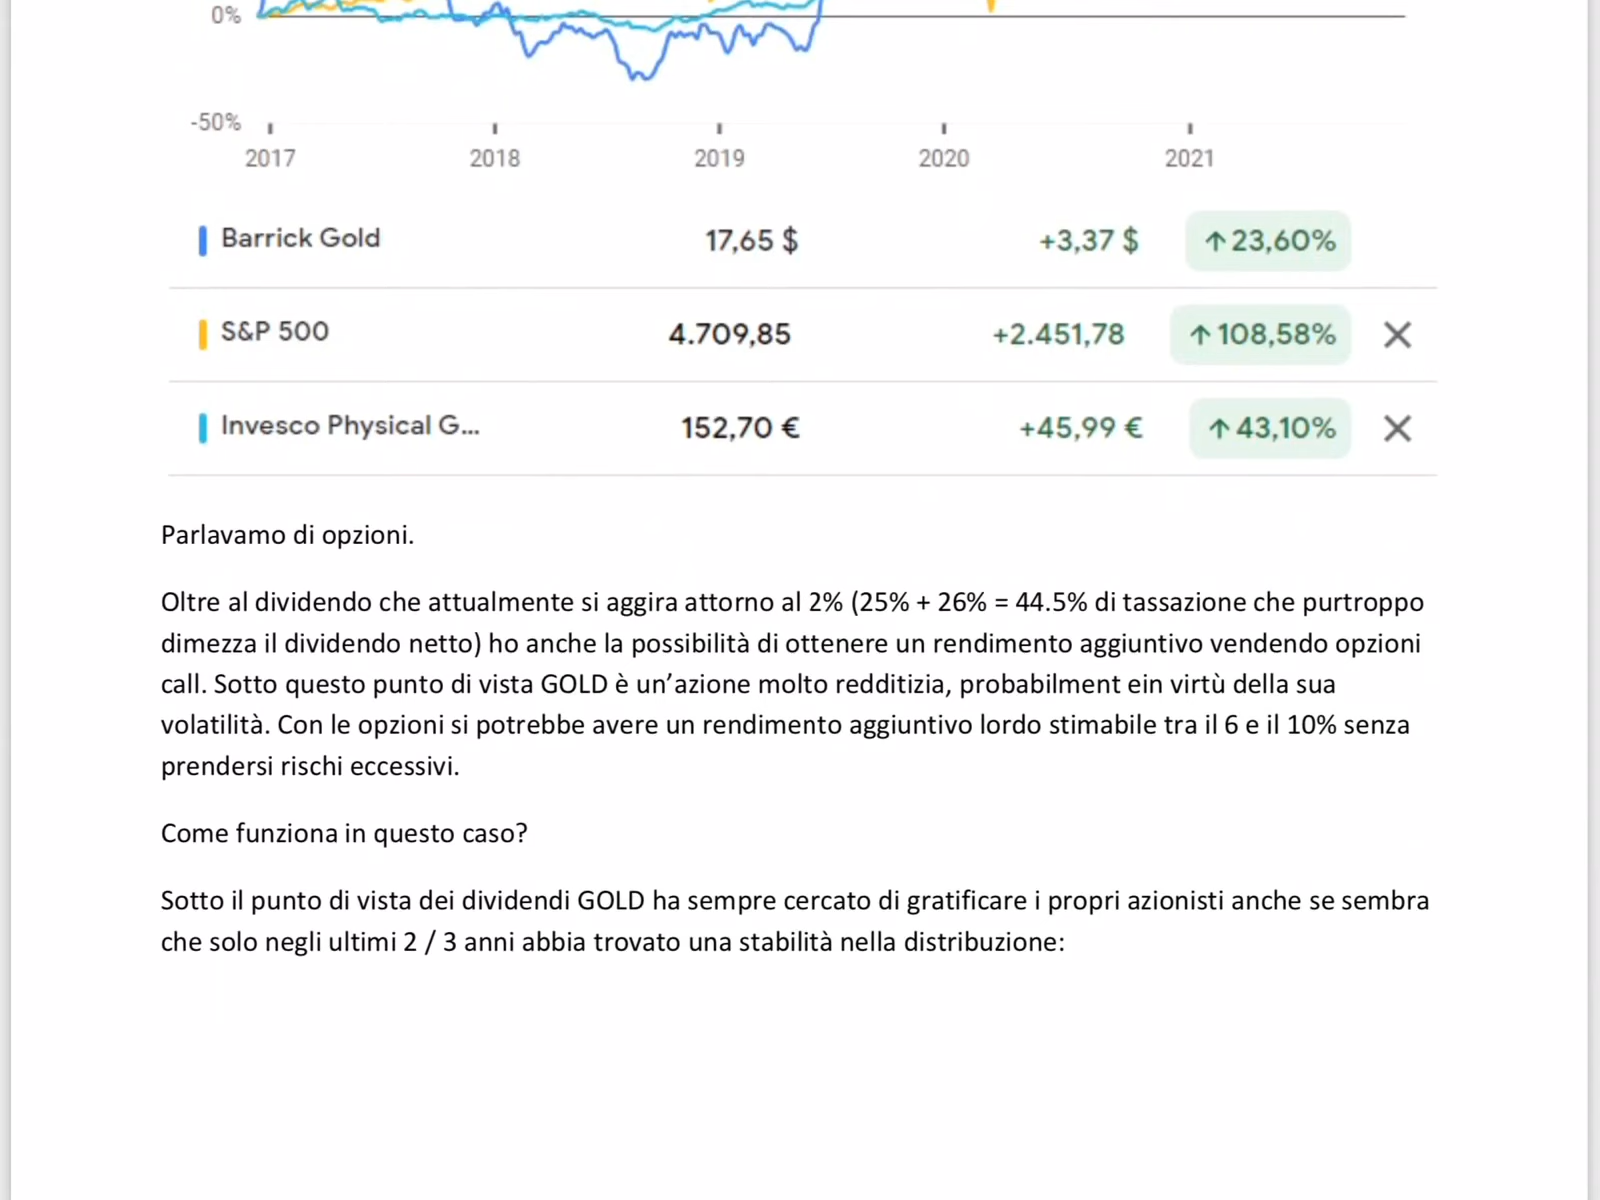 0%
-50%
2017 2018 2019 2020 2021
Barrick Gold 17,65 $ +3,37 $ ↑ 23,60%
S&P 500 4.709,85 +2.451,78 ↑ 108,58% ✕
Invesco Physical G... 152,70 € +45,99 € ↑ 43,10% ✕
Parlavamo di opzioni.
Oltre al dividendo che attualmente si aggira attorno al 2% (25% + 26% = 44.5% di tassazione che purtroppo
dimezza il dividendo netto) ho anche la possibilità di ottenere un rendimento aggiuntivo vendendo opzioni
call. Sotto questo punto di vista GOLD è un’azione molto redditizia, probabilment ein virtù della sua
volatilità. Con le opzioni si potrebbe avere un rendimento aggiuntivo lordo stimabile tra il 6 e il 10% senza
prendersi rischi eccessivi.
Come funziona in questo caso?
Sotto il punto di vista dei dividendi GOLD ha sempre cercato di gratificare i propri azionisti anche se sembra
che solo negli ultimi 2 / 3 anni abbia trovato una stabilità nella distribuzione: